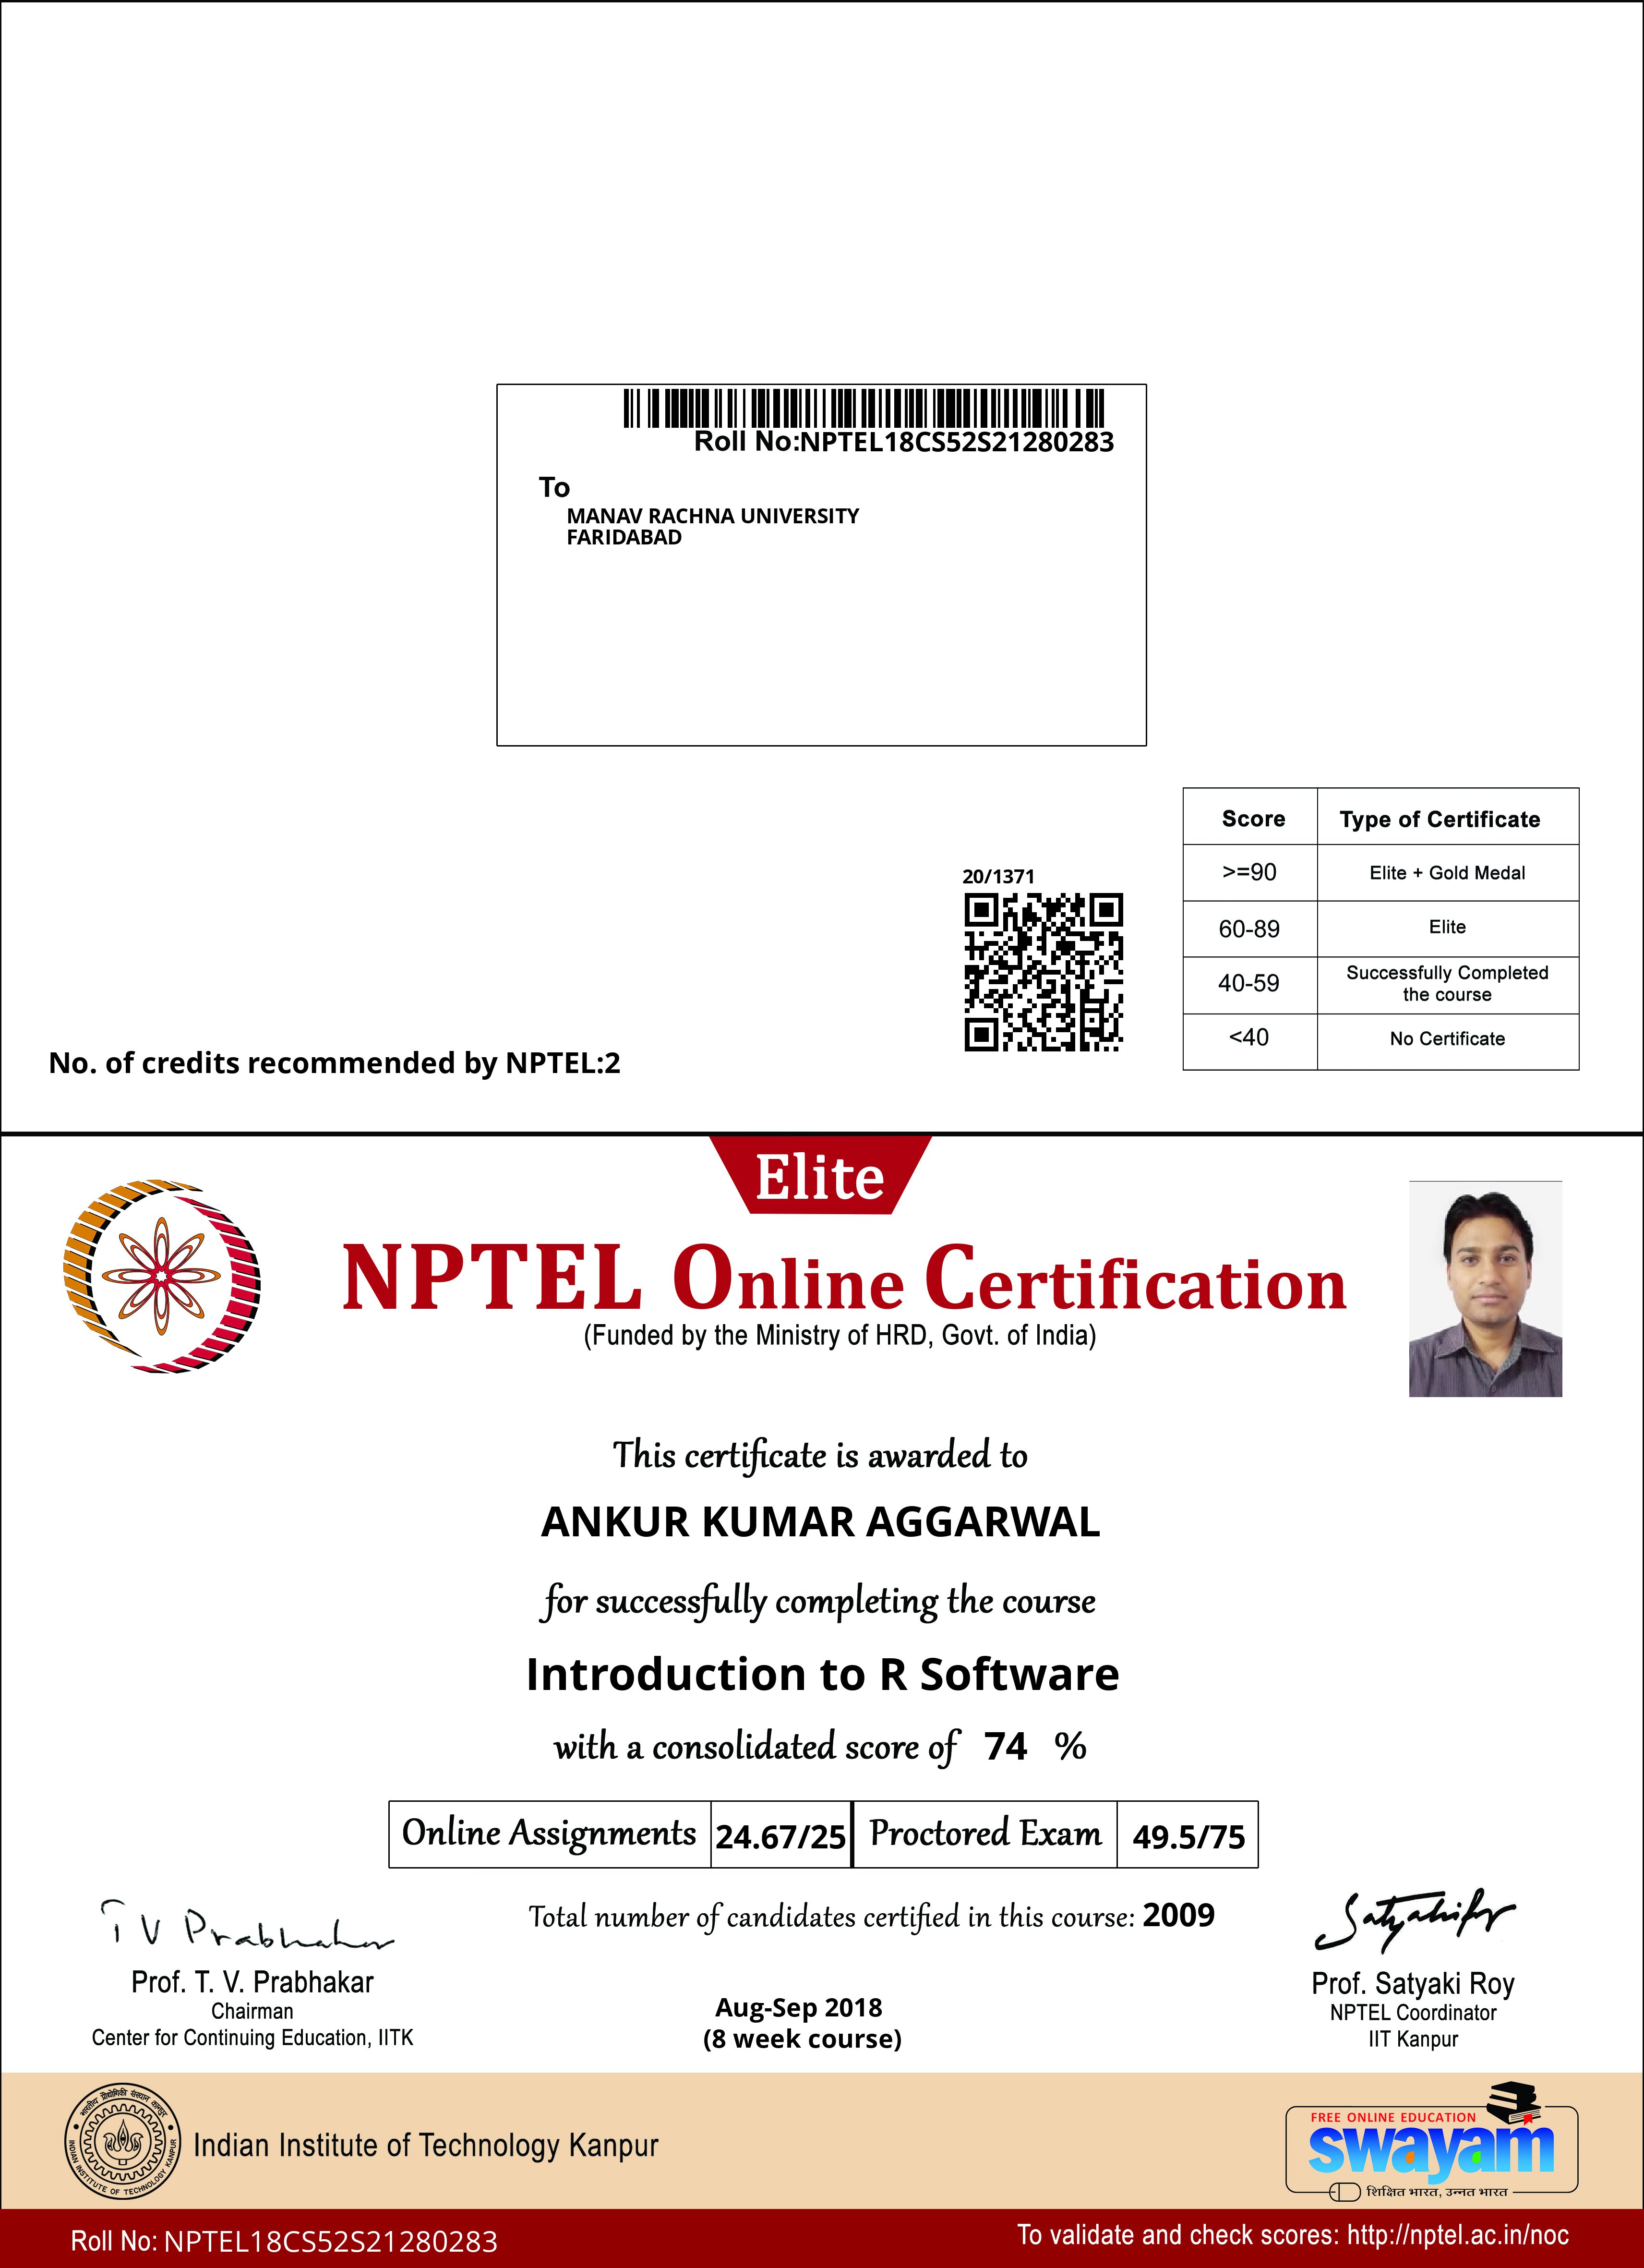 Roll No:NPTEL18CS52S21280283
To
MANAV RACHNA UNIVERSITY
FARIDABAD
Score Type of Certificate
>=90 Elite + Gold Medal
60-89 Elite
40-59 Successfully Completed
the course
<40 No Certificate
20/1371
No. of credits recommended by NPTEL:2
Elite
NPTEL Online Certification
(Funded by the Ministry of HRD, Govt. of India)
This certificate is awarded to
ANKUR KUMAR AGGARWAL
for successfully completing the course
Introduction to R Software
with a consolidated score of 74 %
Online Assignments 24.67/25 Proctored Exam 49.5/75
Total number of candidates certified in this course: 2009
T V Prabhakar
Prof. T. V. Prabhakar
Chairman
Center for Continuing Education, IITK
Aug-Sep 2018
(8 week course)
Prof. Satyaki Roy
NPTEL Coordinator
IIT Kanpur
भारतीय प्रौद्योगिकी संस्थान कानपुर
INDIAN INSTITUTE OF TECHNOLOGY KANPUR
Indian Institute of Technology Kanpur
FREE ONLINE EDUCATION
swayam
शिक्षित भारत, उन्नत भारत
Roll No: NPTEL18CS52S21280283
To validate and check scores: http://nptel.ac.in/noc